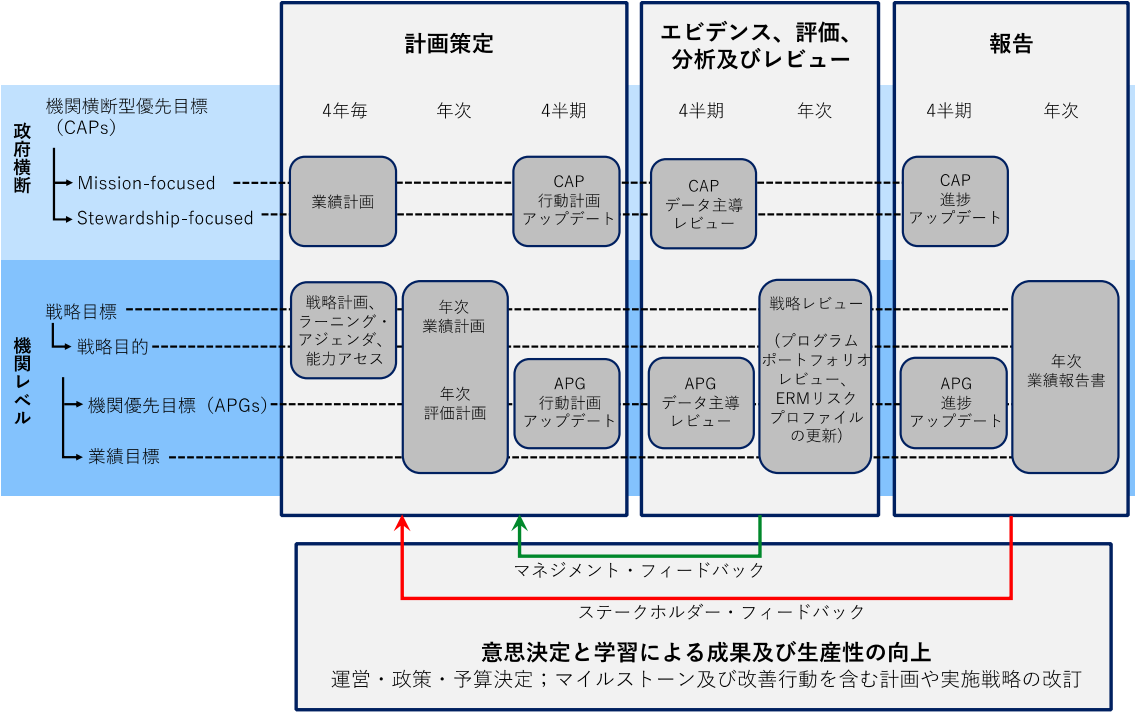 計画策定
エビデンス、評価、
分析及びレビュー
報告
4年毎
年次
4半期
4半期
年次
4半期
年次
政府横断
機関横断型優先目標
（CAPs）
Mission-focused
Stewardship-focused
業績計画
CAP
行動計画
アップデート
CAP
データ主導
レビュー
CAP
進捗
アップデート
機関レベル
戦略目標
戦略目的
機関優先目標（APGs）
業績目標
戦略計画、
ラーニング・
アジェンダ、
能力アセス
年次
業績計画
年次
評価計画
APG
行動計画
アップデート
APG
データ主導
レビュー
戦略レビュー
（プログラム
ポートフォリオ
レビュー、
ERMリスク
プロファイル
の更新）
APG
進捗
アップデート
年次
業績報告書
マネジメント・フィードバック
ステークホルダー・フィードバック
意思決定と学習による成果及び生産性の向上
運営・政策・予算決定；マイルストーン及び改善行動を含む計画や実施戦略の改訂